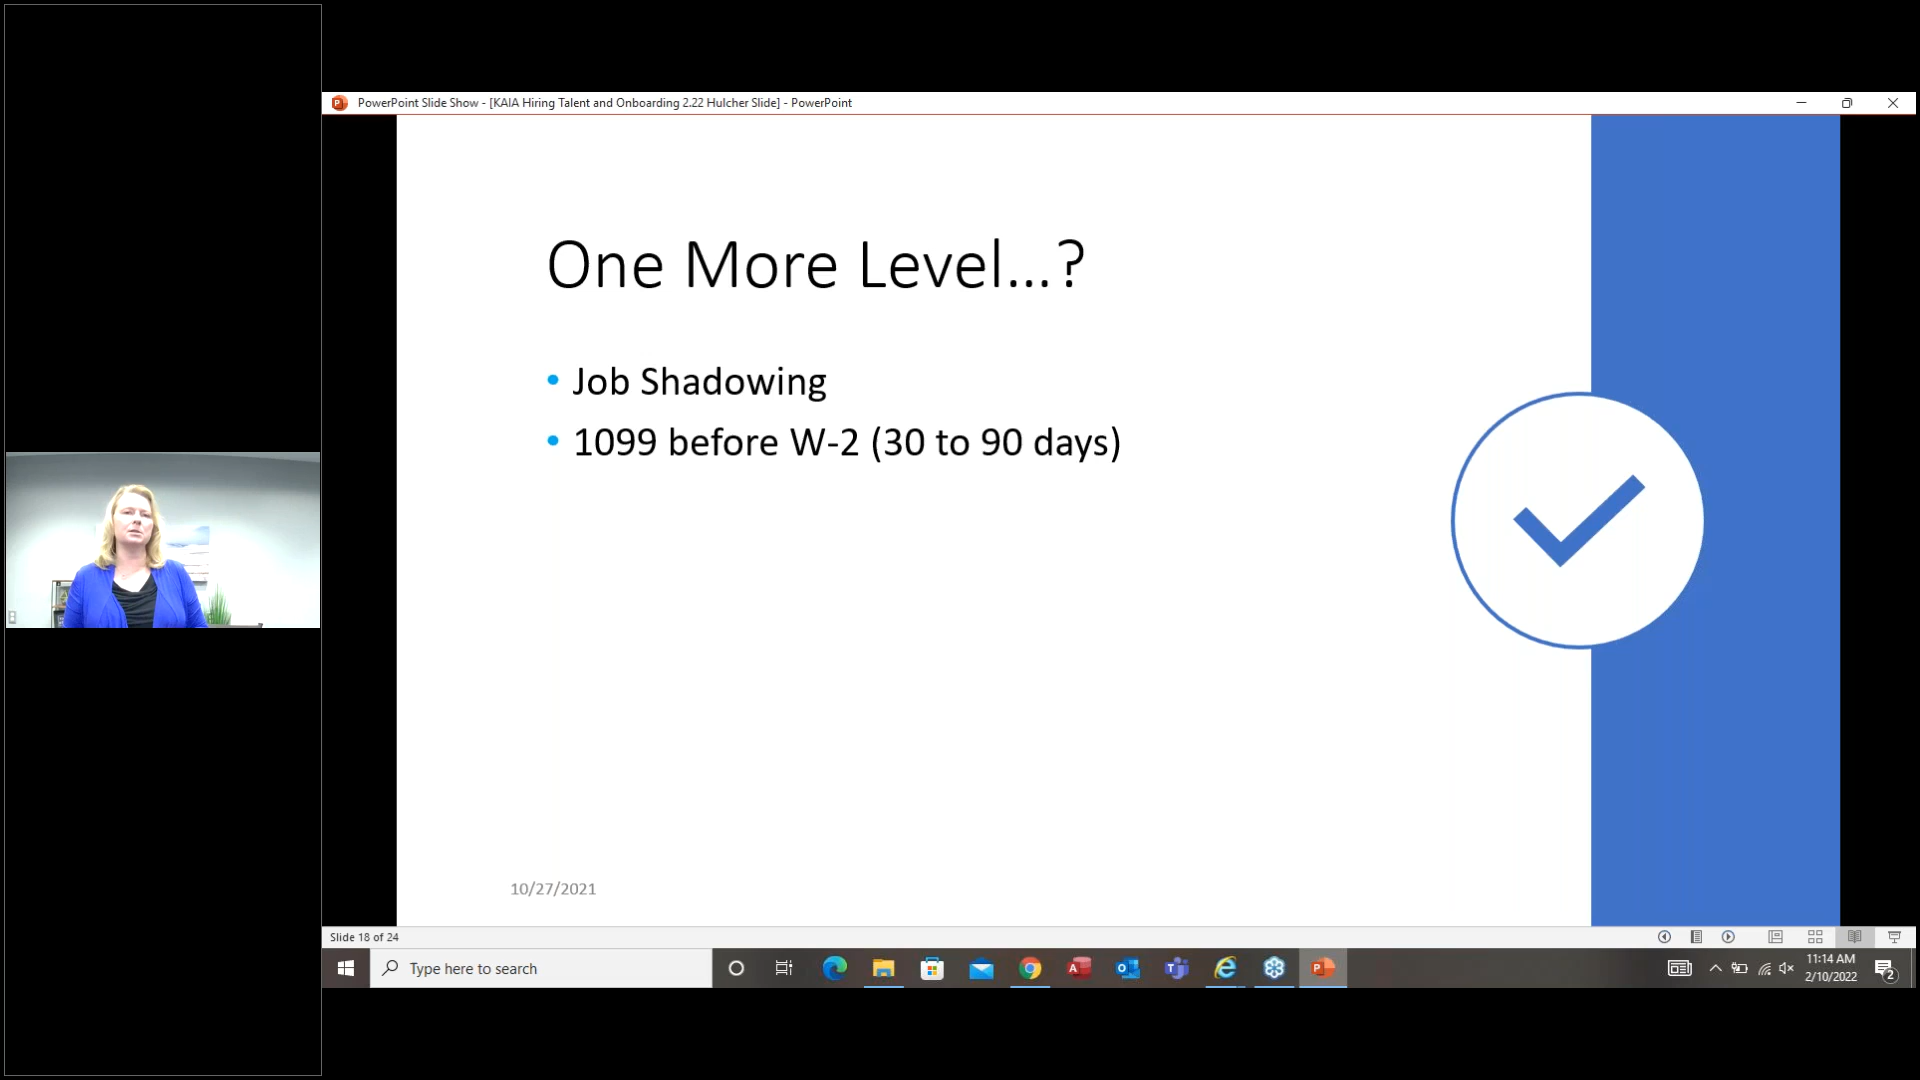 PowerPoint Slide Show - [KAIA Hiring Talent and Onboarding 2.22 Hulcher Slide] - PowerPoint
One More Level...?
• Job Shadowing
• 1099 before W-2 (30 to 90 days)
10/27/2021
Slide 18 of 24
Type here to search
11:14 AM
2/10/2022
2